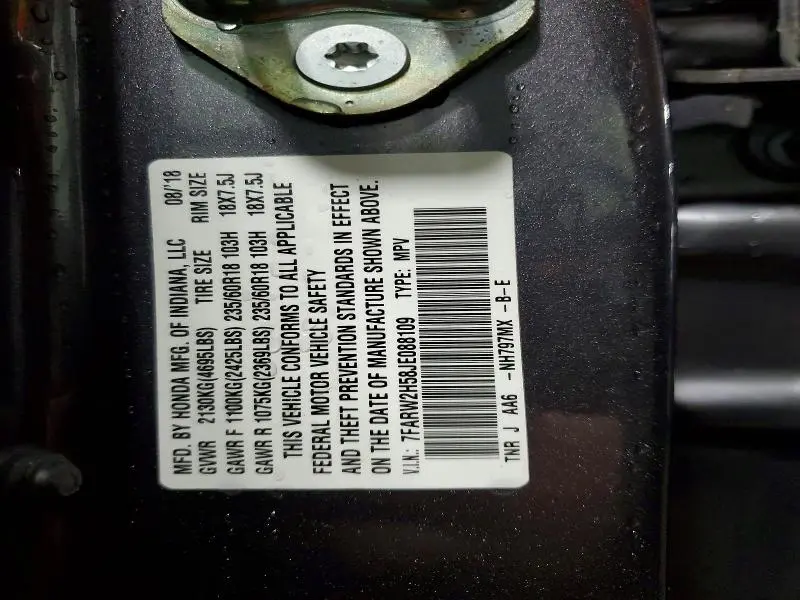 MFD. BY HONDA MFG. OF INDIANA, LLC 08/'18
GVWR 2130KG(4695LBS) TIRE SIZE RIM SIZE
GAWR F 1100KG(2425LBS) 235/60R18 103H 18X7.5J
GAWR R 1075KG(2369LBS) 235/60R18 103H 18X7.5J
THIS VEHICLE CONFORMS TO ALL APPLICABLE
FEDERAL MOTOR VEHICLE SAFETY
AND THEFT PREVENTION STANDARDS IN EFFECT
ON THE DATE OF MANUFACTURE SHOWN ABOVE.
V.I.N.: 7FARW2H58JE088109 TYPE: MPV
TNR J AA6 -NH797MX -B-E